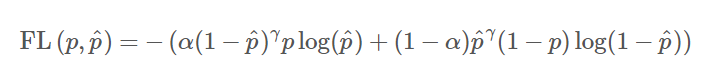 FL (p, p̂) = − (α(1 − p̂)^γ p log(p̂) + (1 − α)p̂^γ (1 − p) log(1 − p̂))